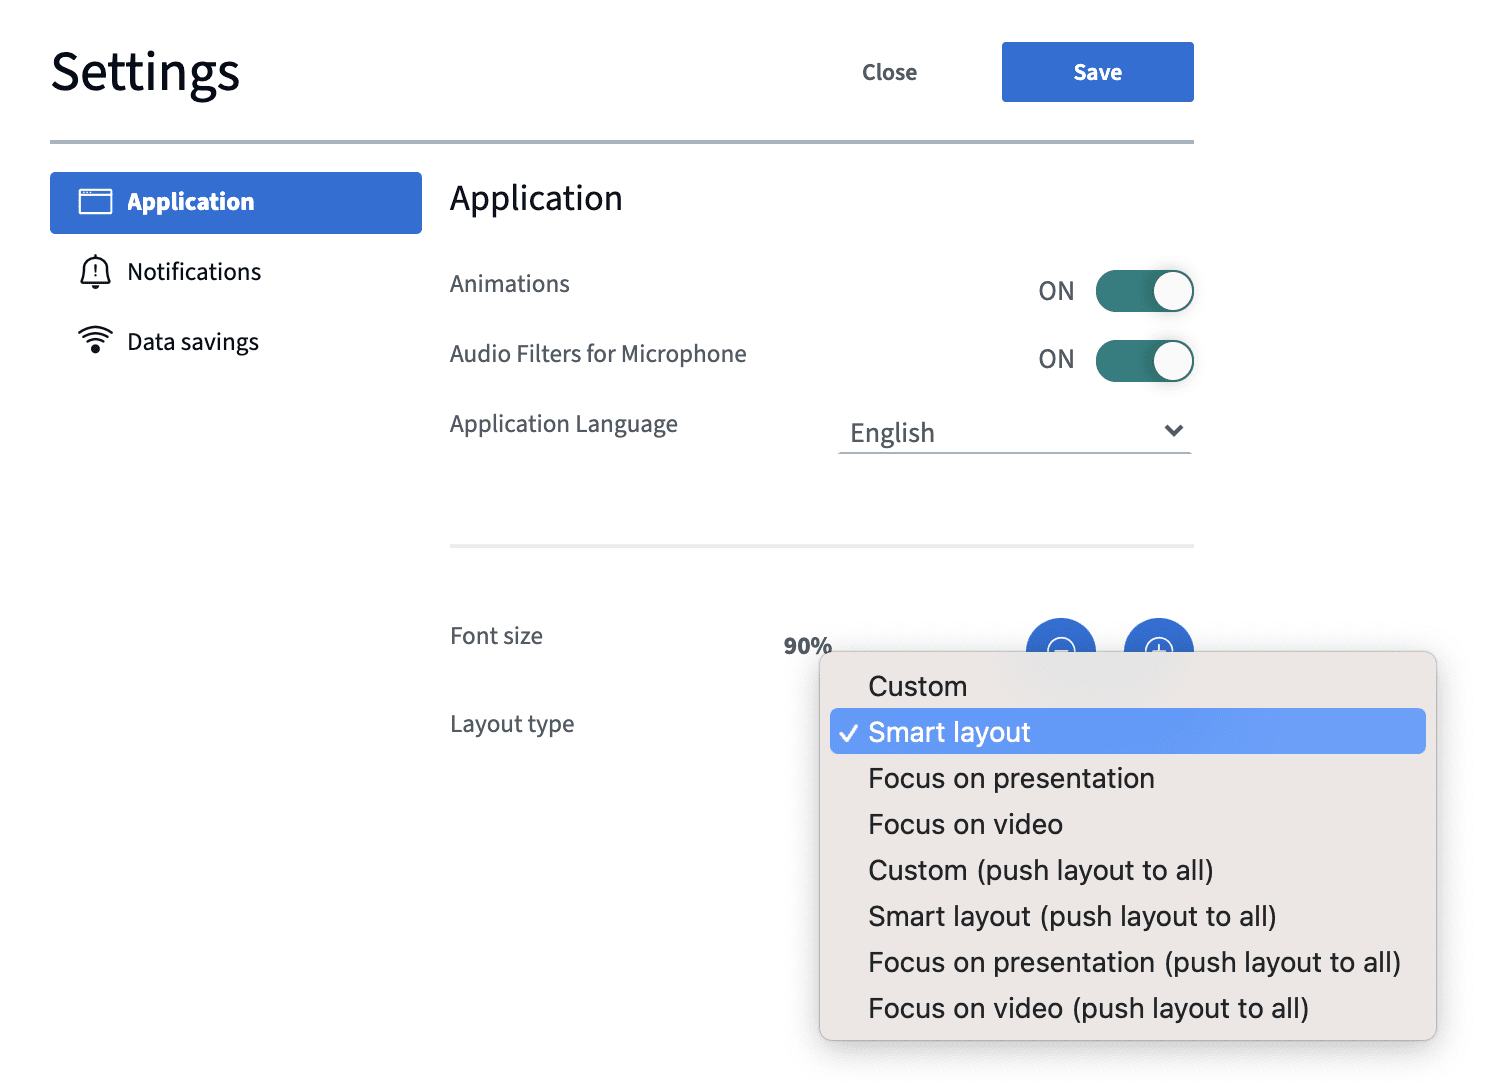 Settings
Close
Save
Application
Notifications
Data savings
Application
Animations
ON
Audio Filters for Microphone
ON
Application Language
English
Font size
90%
Layout type
Custom
Smart layout
Focus on presentation
Focus on video
Custom (push layout to all)
Smart layout (push layout to all)
Focus on presentation (push layout to all)
Focus on video (push layout to all)